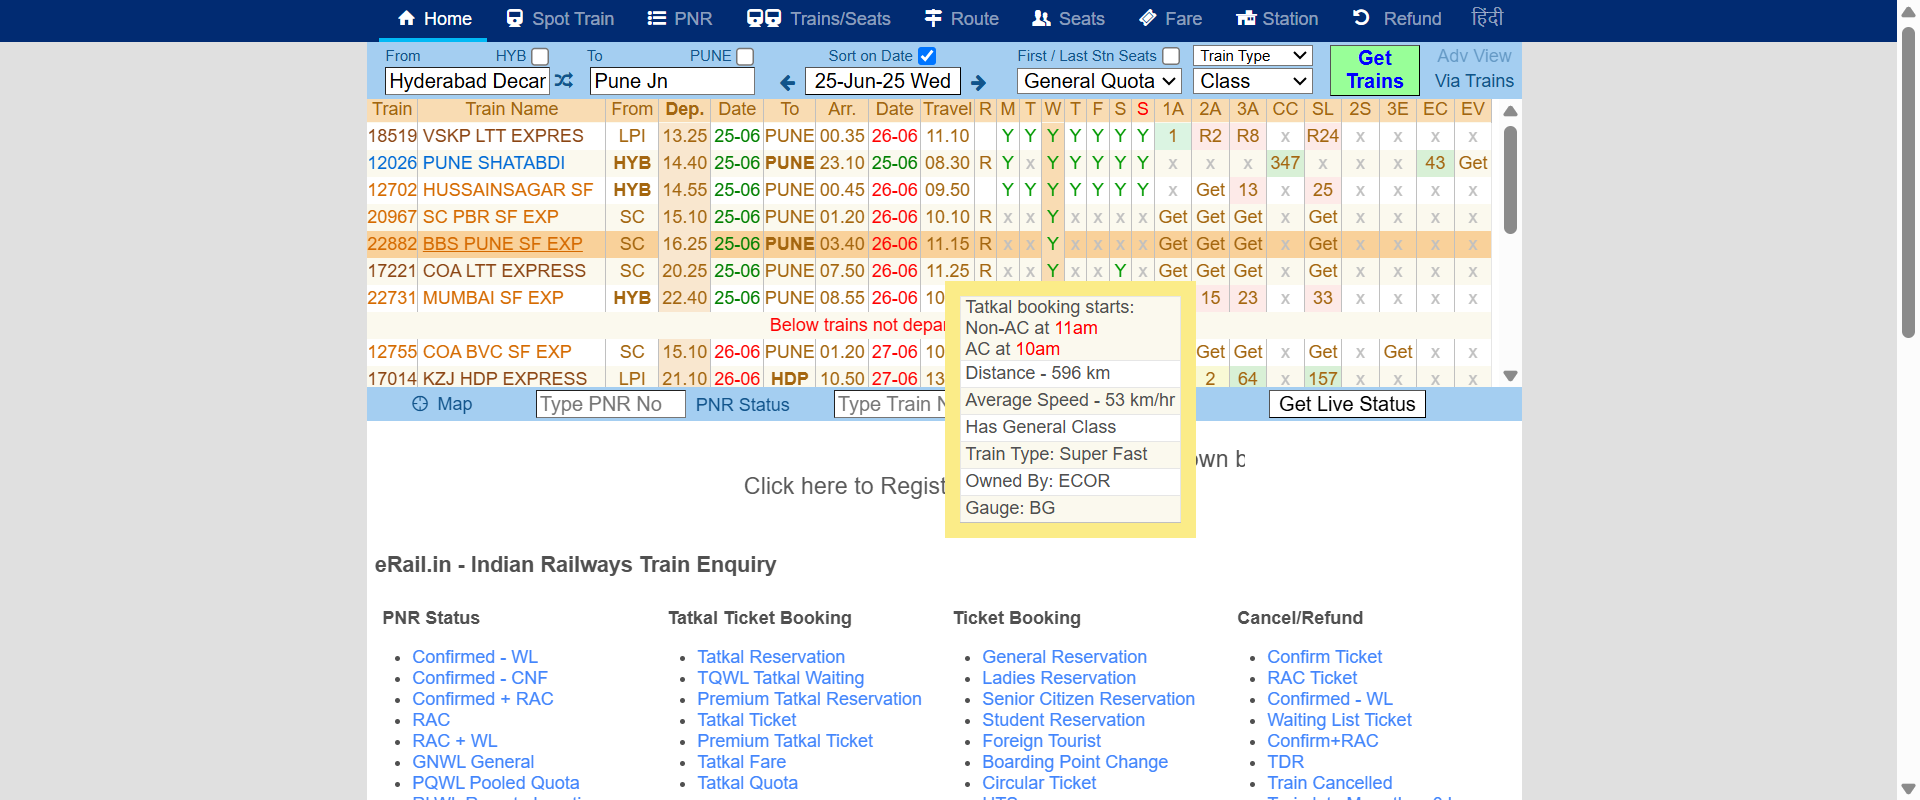 Home Spot Train PNR Trains/Seats Route Seats Fare Station Refund हिंदी
From HYB To PUNE Sort on Date First / Last Stn Seats Train Type Get Trains Adv View
Hyderabad Decar Pune Jn 25-Jun-25 Wed General Quota Class Via Trains
Train Train Name From Dep. Date To Arr. Date Travel R M T W T F S S 1A 2A 3A CC SL 2S 3E EC EV
18519 VSKP LTT EXPRES LPI 13.25 25-06 PUNE 00.35 26-06 11.10 Y Y Y Y Y Y Y 1 R2 R8 x R24 x x x x
12026 PUNE SHATABDI HYB 14.40 25-06 PUNE 23.10 25-06 08.30 R Y x Y Y Y Y Y x x x 347 x x x 43 Get
12702 HUSSAINSAGAR SF HYB 14.55 25-06 PUNE 00.45 26-06 09.50 Y Y Y Y Y Y Y x Get 13 x 25 x x x x
20967 SC PBR SF EXP SC 15.10 25-06 PUNE 01.20 26-06 10.10 R x x Y x x x x Get Get Get x Get x x x x
22882 BBS PUNE SF EXP SC 16.25 25-06 PUNE 03.40 26-06 11.15 R x x Y x x x x Get Get Get x Get x x x x
17221 COA LTT EXPRESS SC 20.25 25-06 PUNE 07.50 26-06 11.25 R x x Y x x Y x Get Get Get x Get x x x x
22731 MUMBAI SF EXP HYB 22.40 25-06 PUNE 08.55 26-06 10 15 23 x 33 x x x x
Below trains not depar
12755 COA BVC SF EXP SC 15.10 26-06 PUNE 01.20 27-06 10 Get Get x Get x Get x x
17014 KZJ HDP EXPRESS LPI 21.10 26-06 HDP 10.50 27-06 13 2 64 x 157 x x x x
Tatkal booking starts:
Non-AC at 11am
AC at 10am
Distance - 596 km
Average Speed - 53 km/hr
Has General Class
Train Type: Super Fast
Owned By: ECOR
Gauge: BG
Map Type PNR No PNR Status Type Train Get Live Status
own b
Click here to Regist
eRail.in - Indian Railways Train Enquiry
PNR Status
Confirmed - WL
Confirmed - CNF
Confirmed + RAC
RAC
RAC + WL
GNWL General
PQWL Pooled Quota
Tatkal Ticket Booking
Tatkal Reservation
TQWL Tatkal Waiting
Premium Tatkal Reservation
Tatkal Ticket
Premium Tatkal Ticket
Tatkal Fare
Tatkal Quota
Ticket Booking
General Reservation
Ladies Reservation
Senior Citizen Reservation
Student Reservation
Foreign Tourist
Boarding Point Change
Circular Ticket
Cancel/Refund
Confirm Ticket
RAC Ticket
Confirmed - WL
Waiting List Ticket
Confirm+RAC
TDR
Train Cancelled